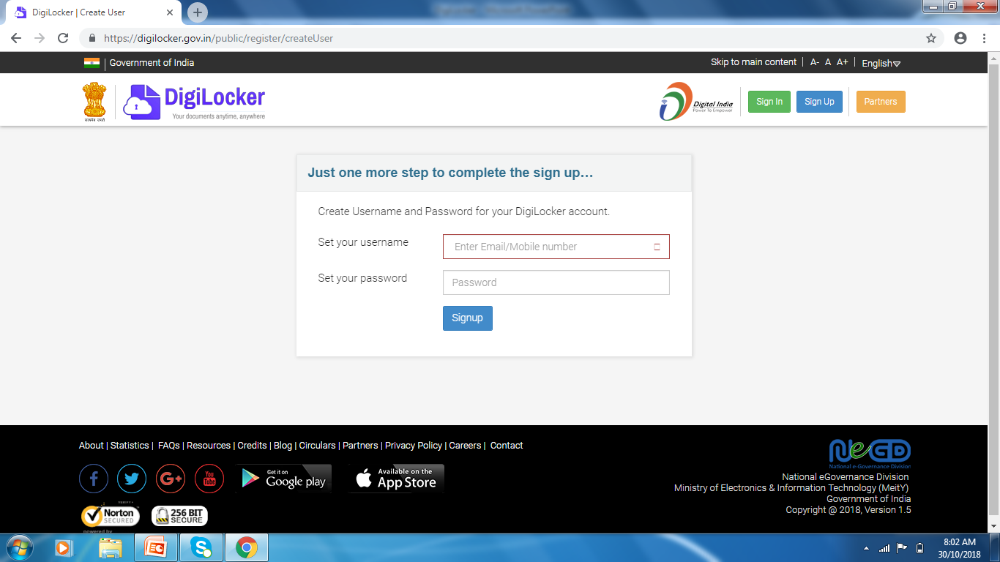 DigiLocker | Create User
https://digilocker.gov.in/public/register/createUser
Government of India
Skip to main content | A- A A+ | English
सत्यमेव जयते
DigiLocker
Your documents anytime, anywhere
Digital India
Power To Empower
Sign In
Sign Up
Partners
Just one more step to complete the sign up...
Create Username and Password for your DigiLocker account.
Set your username
Enter Email/Mobile number
Set your password
Password
Signup
About | Statistics | FAQs | Resources | Credits | Blog | Circulars | Partners | Privacy Policy | Careers | Contact
NeGD
National e-Governance Division
You Tube
Get it on
Google play
Available on the
App Store
National eGovernance Division
Ministry of Electronics & Information Technology (MeitY)
Government of India
Copyright @ 2018, Version 1.5
VERIFY
Norton
SECURED
powered by
256 BIT
SECURE
8:02 AM
30/10/2018